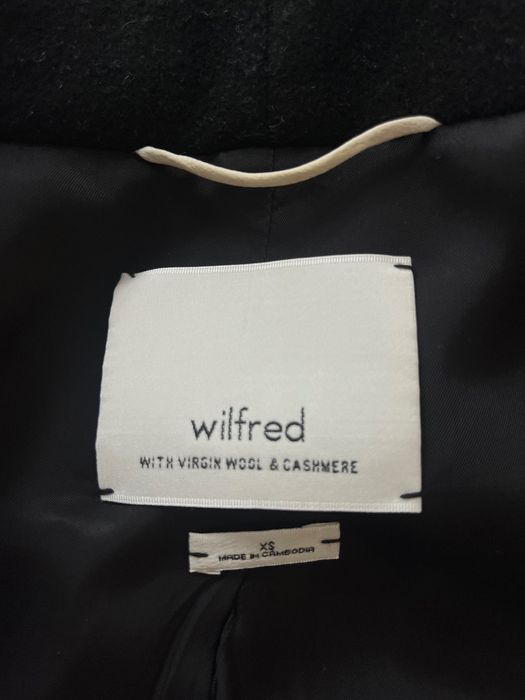 wilfred
WITH VIRGIN WOOL & CASHMERE
XS
MADE IN CAMBODIA